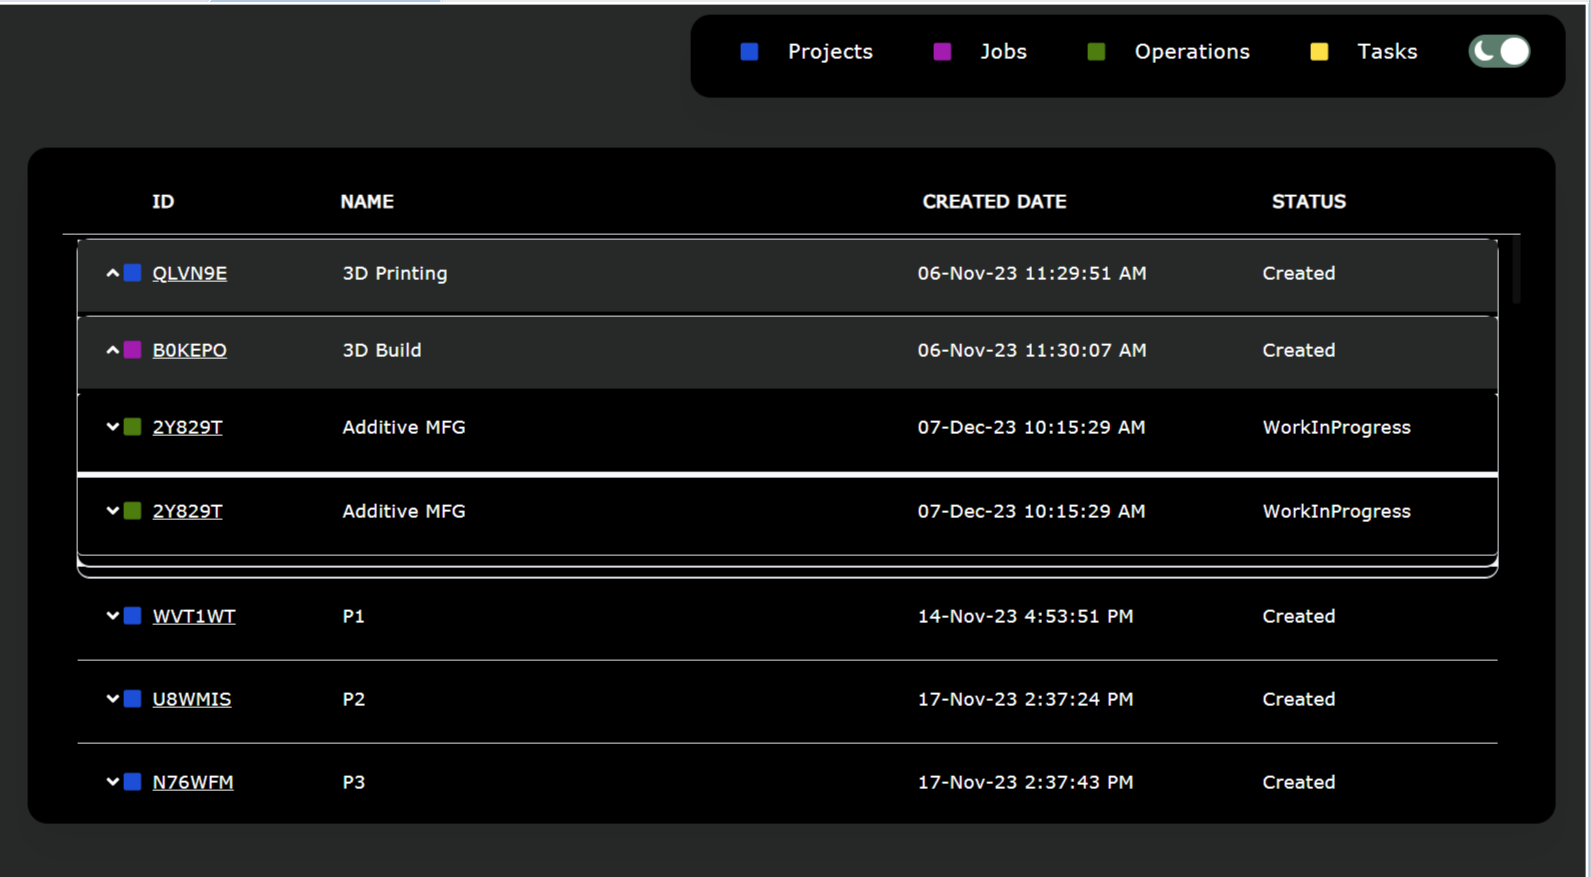 Projects Jobs Operations Tasks
ID NAME CREATED DATE STATUS
QLVN9E 3D Printing 06-Nov-23 11:29:51 AM Created
B0KEPO 3D Build 06-Nov-23 11:30:07 AM Created
2Y829T Additive MFG 07-Dec-23 10:15:29 AM WorkInProgress
2Y829T Additive MFG 07-Dec-23 10:15:29 AM WorkInProgress
WVT1WT P1 14-Nov-23 4:53:51 PM Created
U8WMIS P2 17-Nov-23 2:37:24 PM Created
N76WFM P3 17-Nov-23 2:37:43 PM Created